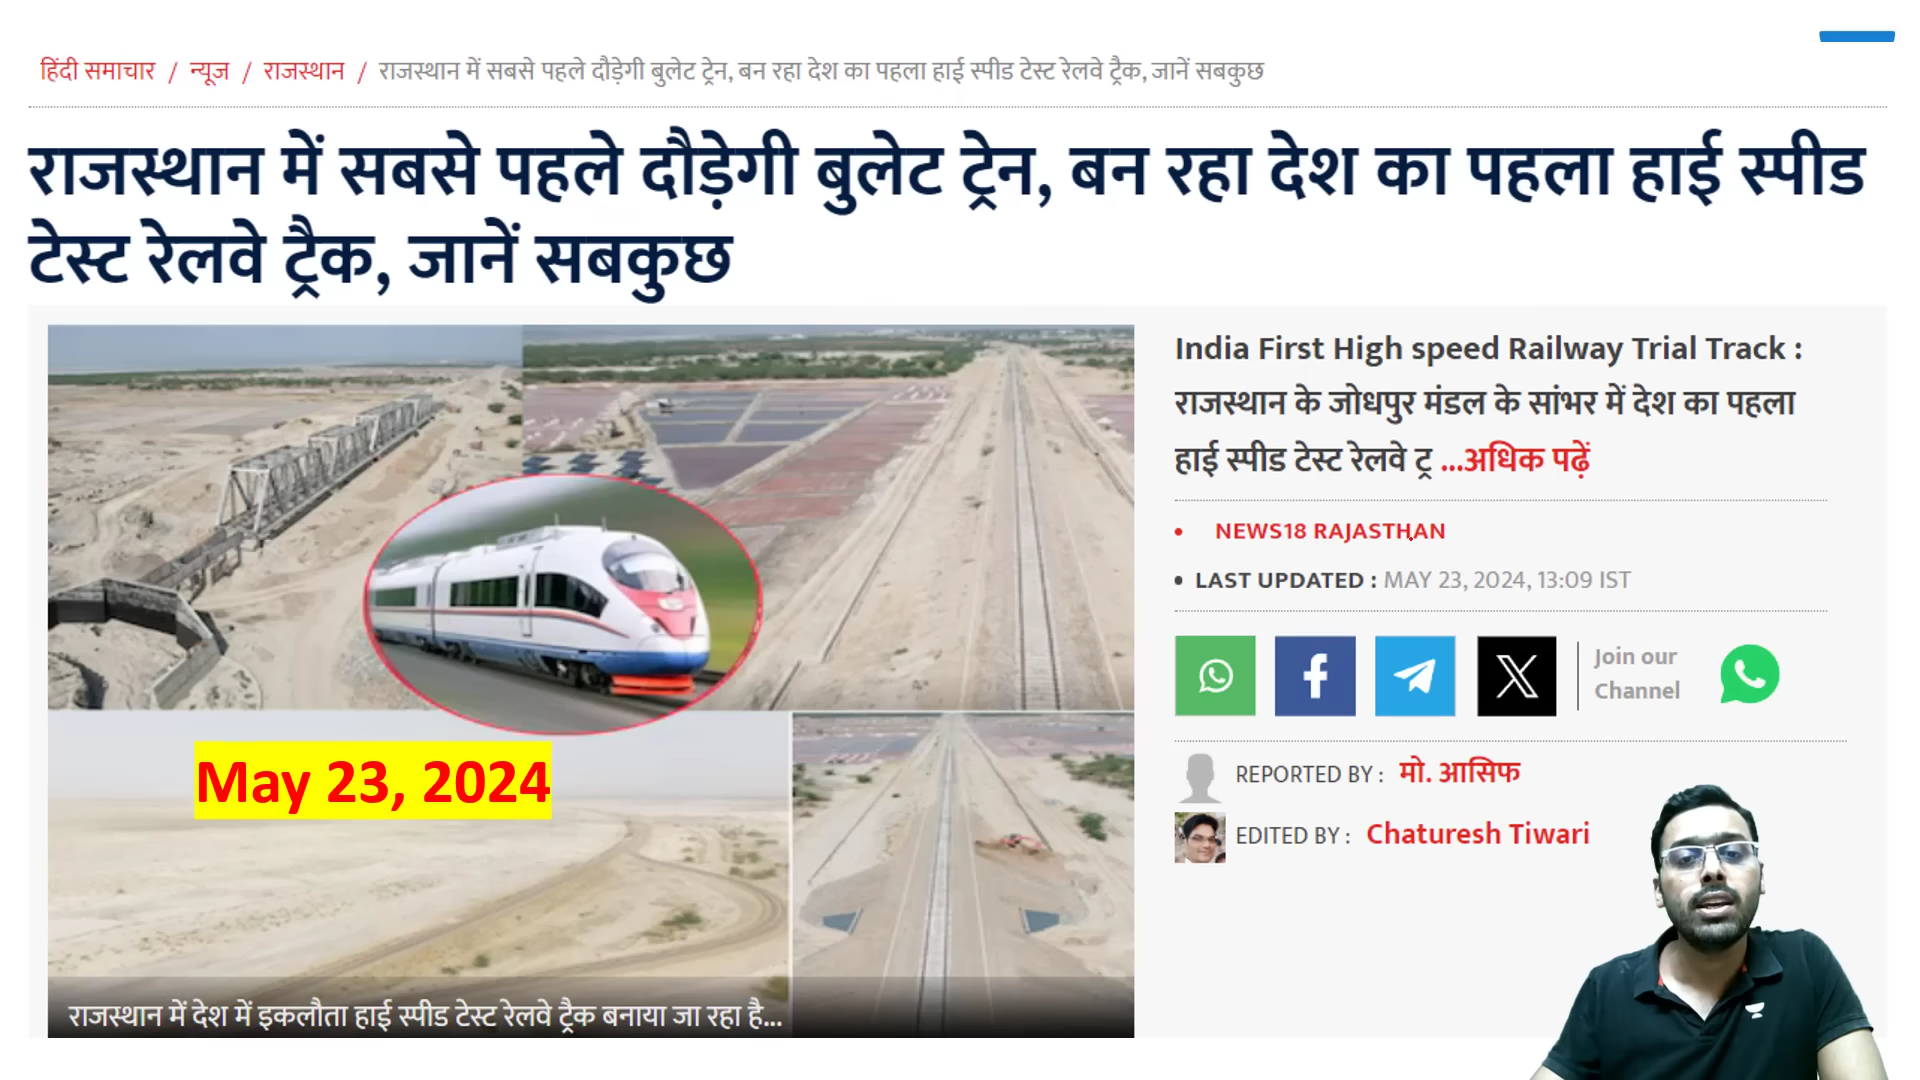 हिंदी समाचार / न्यूज / राजस्थान / राजस्थान में सबसे पहले दौड़ेगी बुलेट ट्रेन, बन रहा देश का पहला हाई स्पीड टेस्ट रेलवे ट्रैक, जानें सबकुछ
राजस्थान में सबसे पहले दौड़ेगी बुलेट ट्रेन, बन रहा देश का पहला हाई स्पीड
टेस्ट रेलवे ट्रैक, जानें सबकुछ
India First High speed Railway Trial Track :
राजस्थान के जोधपुर मंडल के सांभर में देश का पहला
हाई स्पीड टेस्ट रेलवे ट्र ...अधिक पढ़ें
NEWS18 RAJASTHAN
LAST UPDATED : MAY 23, 2024, 13:09 IST
Join our
Channel
REPORTED BY : मो. आसिफ
EDITED BY : Chaturesh Tiwari
May 23, 2024
राजस्थान में देश में इकलौता हाई स्पीड टेस्ट रेलवे ट्रैक बनाया जा रहा है...